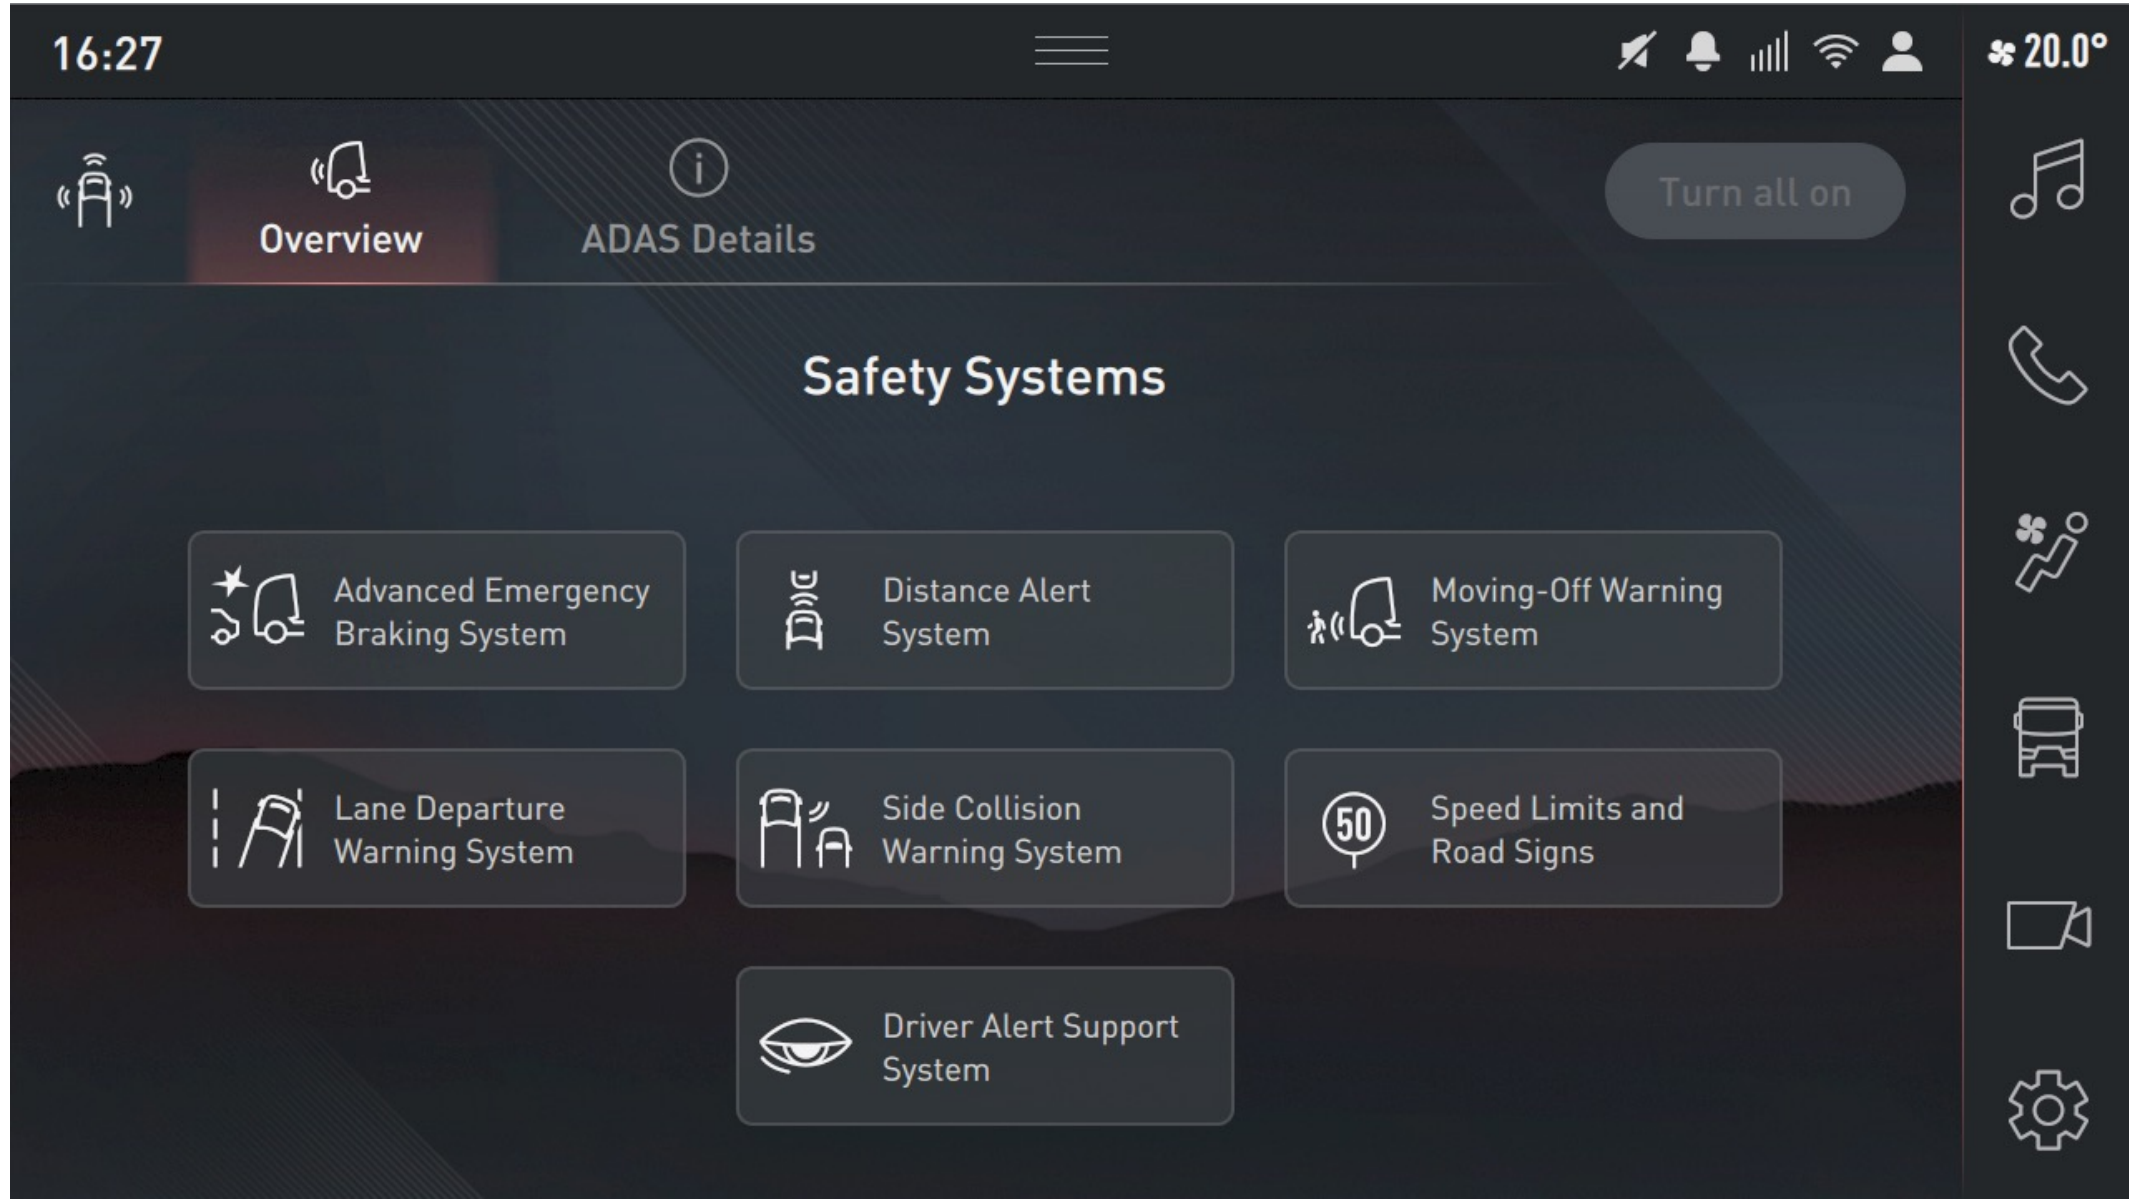 16:27
20.0°
Overview
ADAS Details
Turn all on
Safety Systems
Advanced Emergency
Braking System
Distance Alert
System
Moving-Off Warning
System
Lane Departure
Warning System
Side Collision
Warning System
50
Speed Limits and
Road Signs
Driver Alert Support
System